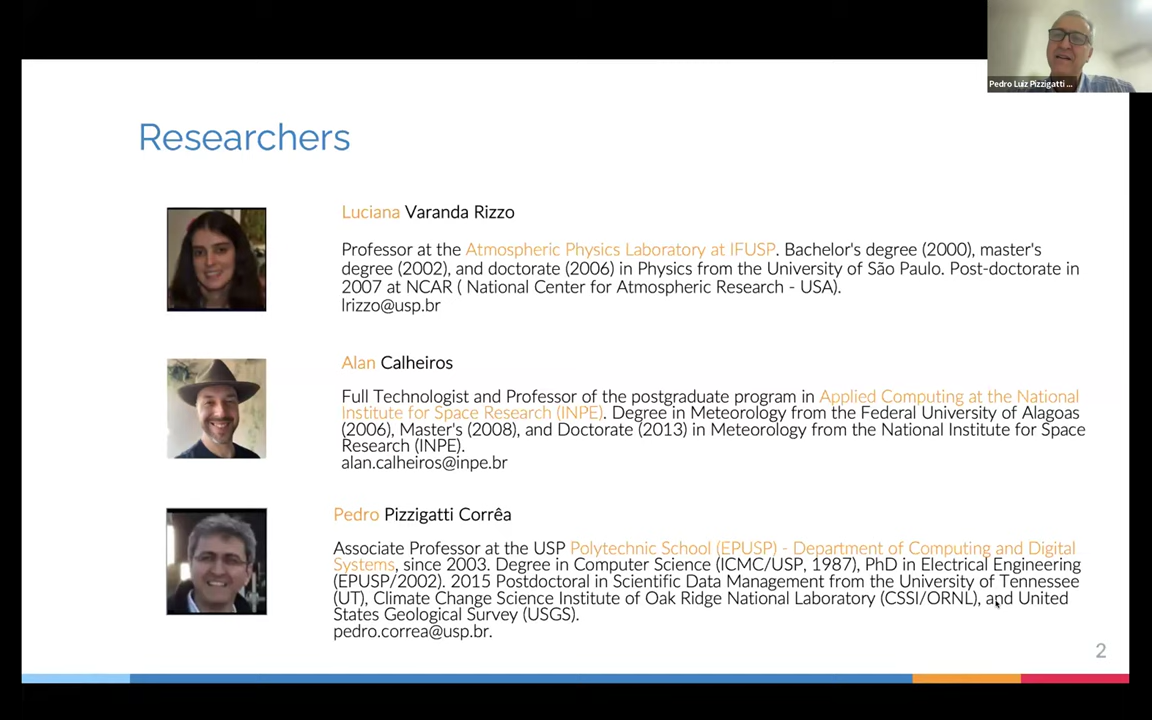 Pedro Luiz Pizzigatti ...
Researchers
Luciana Varanda Rizzo
Professor at the Atmospheric Physics Laboratory at IFUSP. Bachelor's degree (2000), master's
degree (2002), and doctorate (2006) in Physics from the University of São Paulo. Post-doctorate in
2007 at NCAR ( National Center for Atmospheric Research - USA).
lrizzo@usp.br
Alan Calheiros
Full Technologist and Professor of the postgraduate program in Applied Computing at the National
Institute for Space Research (INPE). Degree in Meteorology from the Federal University of Alagoas
(2006), Master's (2008), and Doctorate (2013) in Meteorology from the National Institute for Space
Research (INPE).
alan.calheiros@inpe.br
Pedro Pizzigatti Corrêa
Associate Professor at the USP Polytechnic School (EPUSP) - Department of Computing and Digital
Systems, since 2003. Degree in Computer Science (ICMC/USP, 1987), PhD in Electrical Engineering
(EPUSP/2002). 2015 Postdoctoral in Scientific Data Management from the University of Tennessee
(UT), Climate Change Science Institute of Oak Ridge National Laboratory (CSSI/ORNL), and United
States Geological Survey (USGS).
pedro.correa@usp.br.
2